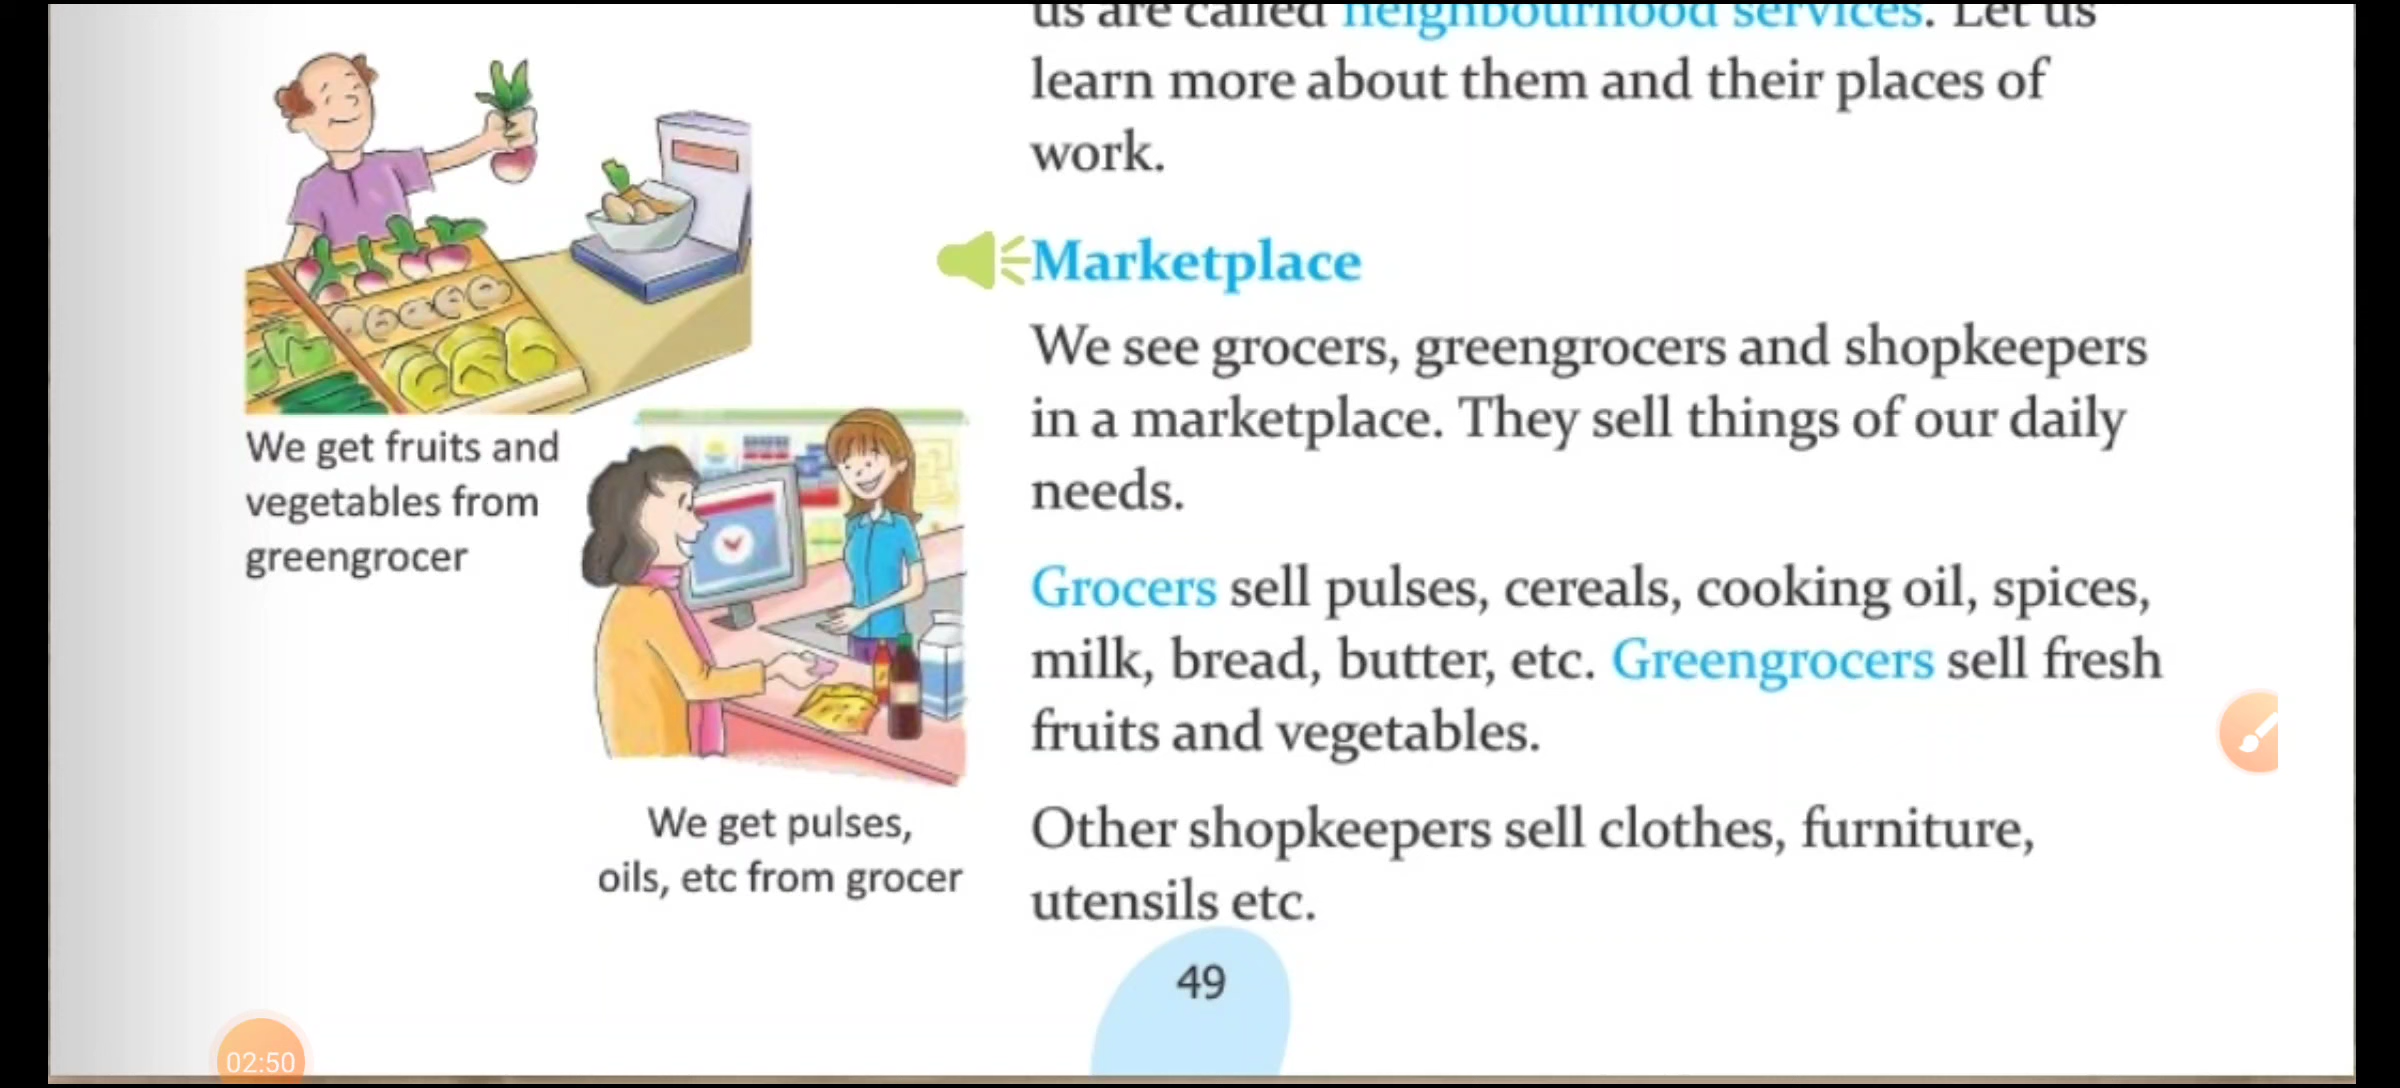 us are called neighbourhood services. Let us
learn more about them and their places of
work.
Marketplace
We see grocers, greengrocers and shopkeepers
in a marketplace. They sell things of our daily
needs.
Grocers sell pulses, cereals, cooking oil, spices,
milk, bread, butter, etc. Greengrocers sell fresh
fruits and vegetables.
Other shopkeepers sell clothes, furniture,
utensils etc.
We get fruits and
vegetables from
greengrocer
We get pulses,
oils, etc from grocer
49
02:50